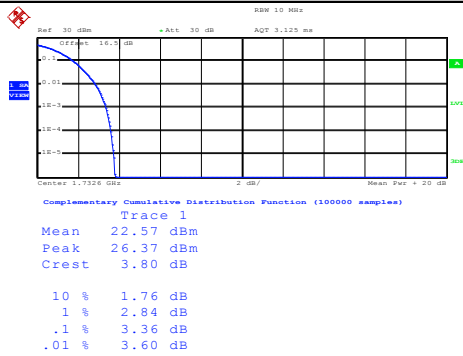 RBW 10 MHz
Ref 30 dBm Att 30 dB AQT 3.125 ms
Offset 16.5 dB
0.1
A
1 SA
VIEW
0.01
1E-3
LVL
1E-4
1E-5
3DB
Center 1.7326 GHz 2 dB/ Mean Pwr + 20 dB
Complementary Cumulative Distribution Function (100000 samples)
Trace 1
Mean 22.57 dBm
Peak 26.37 dBm
Crest 3.80 dB
10 % 1.76 dB
1 % 2.84 dB
.1 % 3.36 dB
.01 % 3.60 dB